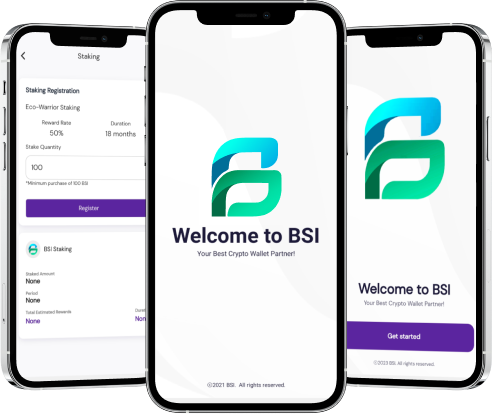 Staking
Staking Registration
Eco-Warrior Staking
Reward Rate
Duration
50%
18 months
Stake Quantity
100
*Minimum purchase of 100 BSI
Register
BSI Staking
Staked Amount
None
Period
None
Total Estimated Rewards
None
Welcome to BSI
Your Best Crypto Wallet Partner!
©2021 BSI. All rights reserved.
Welcome to BSI
Your Best Crypto Wallet Partner!
Get started
©2023 BSI. All rights reserved.